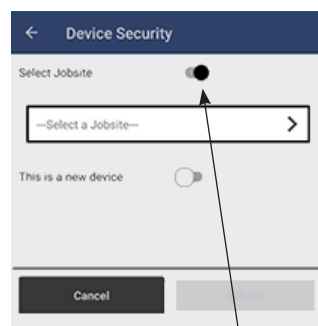 ← Device Security
Select Jobsite
---Select a Jobsite---
This is a new device
Cancel